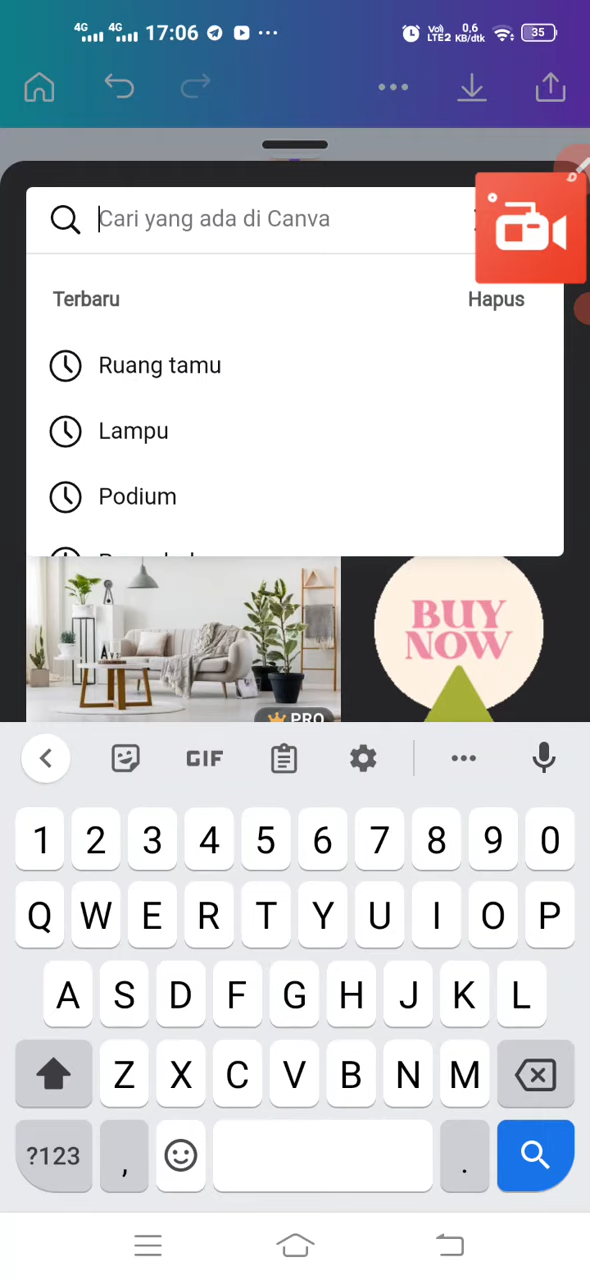 4G 4G 17:06 Vo) LTE2 0,6 KB/dtk 35
Cari yang ada di Canva
Terbaru Hapus
Ruang tamu
Lampu
Podium
BUY
NOW
PRO
GIF
1 2 3 4 5 6 7 8 9 0
Q W E R T Y U I O P
A S D F G H J K L
Z X C V B N M
?123 , .